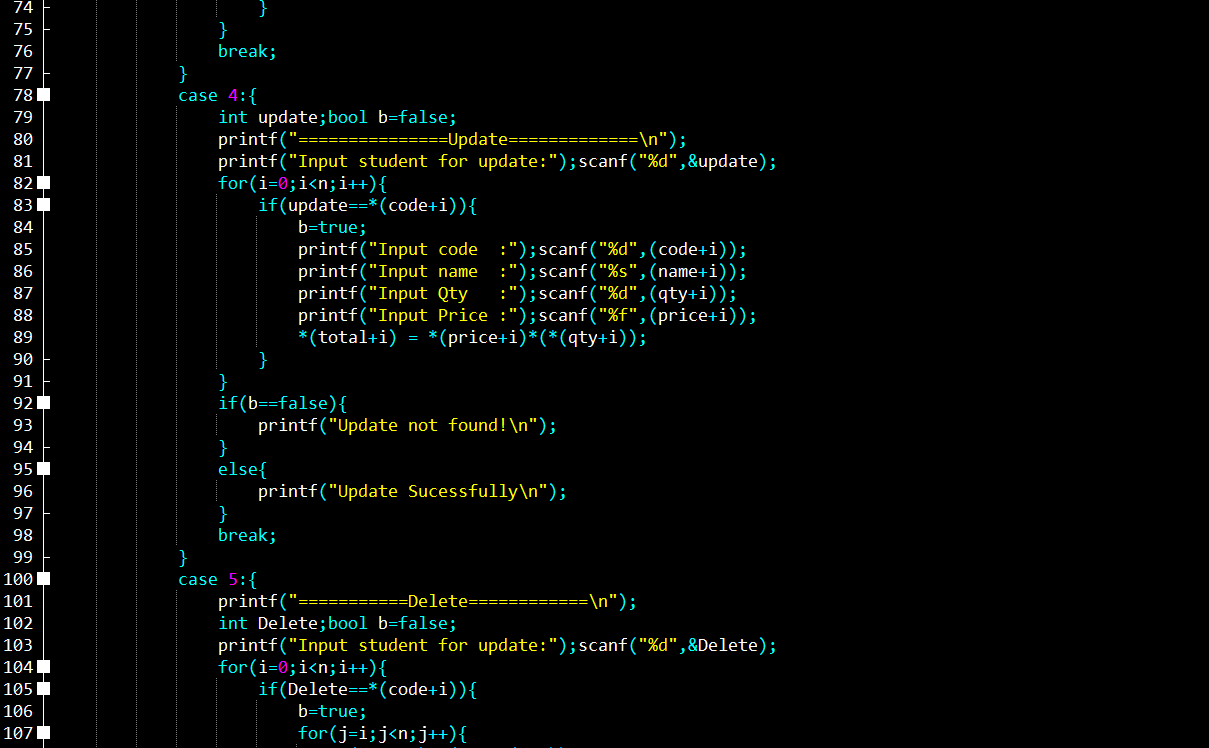 74 }
75 }
76 break;
77 }
78 case 4:{
79 int update;bool b=false;
80 printf("===============Update=============\n");
81 printf("Input student for update:");scanf("%d",&update);
82 for(i=0;i<n;i++){
83 if(update==*(code+i)){
84 b=true;
85 printf("Input code  :");scanf("%d",(code+i));
86 printf("Input name  :");scanf("%s",(name+i));
87 printf("Input Qty   :");scanf("%d",(qty+i));
88 printf("Input Price :");scanf("%f",(price+i));
89 *(total+i) = *(price+i)*(*(qty+i));
90 }
91 }
92 if(b==false){
93 printf("Update not found!\n");
94 }
95 else{
96 printf("Update Sucessfully\n");
97 }
98 break;
99 }
100 case 5:{
101 printf("===========Delete============\n");
102 int Delete;bool b=false;
103 printf("Input student for update:");scanf("%d",&Delete);
104 for(i=0;i<n;i++){
105 if(Delete==*(code+i)){
106 b=true;
107 for(j=i;j<n;j++){